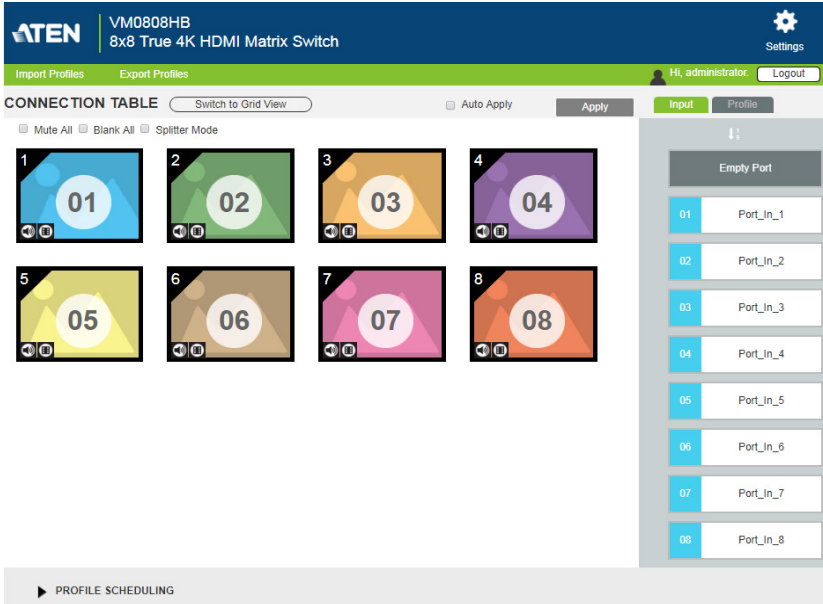 ATEN
VM0808HB
8x8 True 4K HDMI Matrix Switch
Settings
Import Profiles Export Profiles Hi, administrator. Logout
CONNECTION TABLE Switch to Grid View Auto Apply Apply Input Profile
Mute All Blank All Splitter Mode
1 2 3 4
01 02 03 04
5 6 7 8
05 06 07 08
Empty Port
01 Port_In_1
02 Port_In_2
03 Port_In_3
04 Port_In_4
05 Port_In_5
06 Port_In_6
07 Port_In_7
08 Port_In_8
PROFILE SCHEDULING